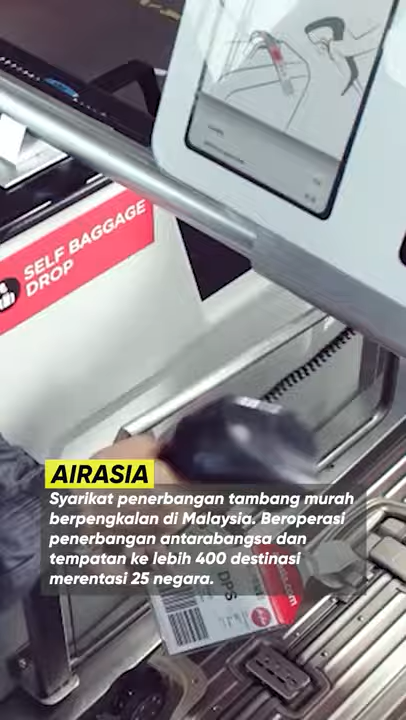 SELF BAGGAGE
DROP
AIRASIA
Syarikat penerbangan tambang murah
berpengkalan di Malaysia. Beroperasi
penerbangan antarabangsa dan
tempatan ke lebih 400 destinasi
merentasi 25 negara.
DPS